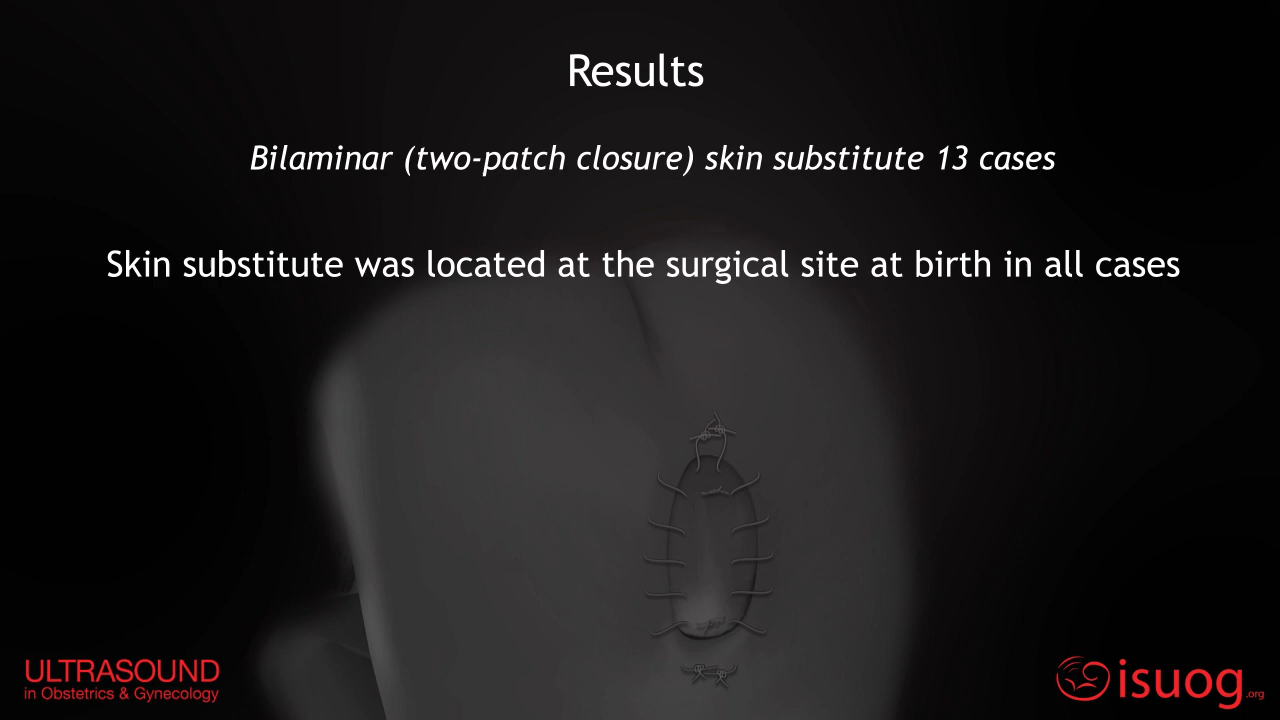 Results
Bilaminar (two-patch closure) skin substitute 13 cases
Skin substitute was located at the surgical site at birth in all cases
ULTRASOUND
in Obstetrics & Gynecology
isuog.org